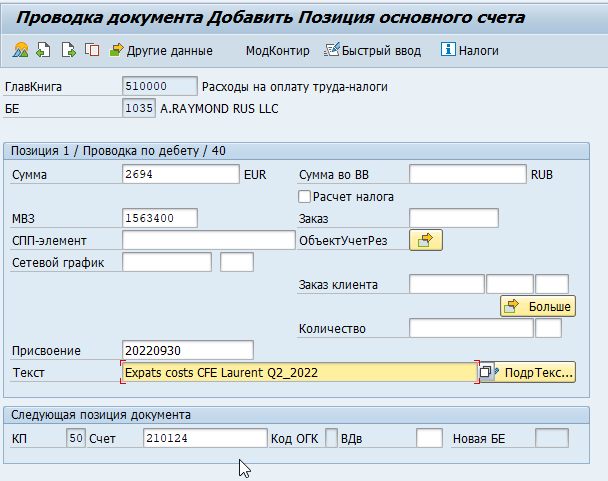 Проводка документа Добавить Позиция основного счета
Другие данные МодКонтир Быстрый ввод Налоги
ГлавКнига 510000 Расходы на оплату труда-налоги
БЕ 1035 A.RAYMOND RUS LLC
Позиция 1 / Проводка по дебету / 40
Сумма 2694 EUR Сумма во ВВ RUB
Расчет налога
МВЗ 1563400 Заказ
СПП-элемент ОбъектУчетРез
Сетевой график
Заказ клиента
Больше
Количество
Присвоение 20220930
Текст Expats costs CFE Laurent Q2_2022 ПодрТекс...
Следующая позиция документа
КП 50 Счет 210124 Код ОГК ВДв Новая БЕ